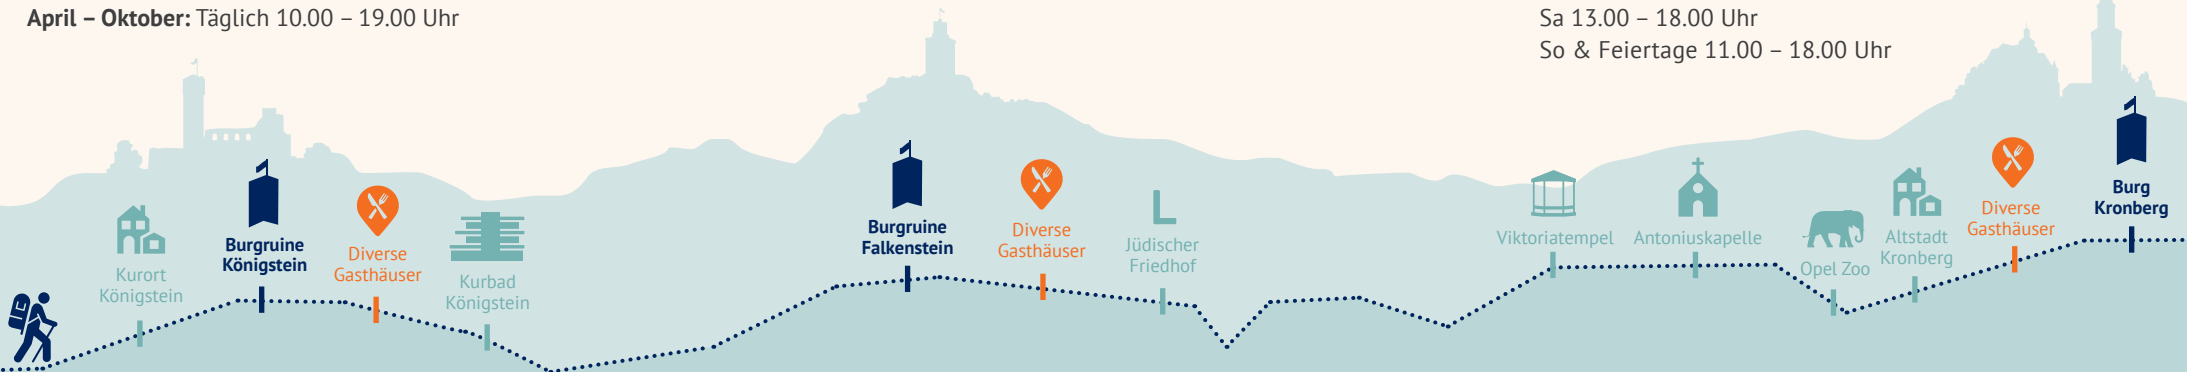 April – Oktober: Täglich 10.00 – 19.00 Uhr
Sa 13.00 – 18.00 Uhr
So & Feiertage 11.00 – 18.00 Uhr
Kurort
Königstein
Burgruine
Königstein
Diverse
Gasthäuser
Kurbad
Königstein
Burgruine
Falkenstein
Diverse
Gasthäuser
Jüdischer
Friedhof
Viktoriatempel
Antoniuskapelle
Opel Zoo
Altstadt
Kronberg
Diverse
Gasthäuser
Burg
Kronberg